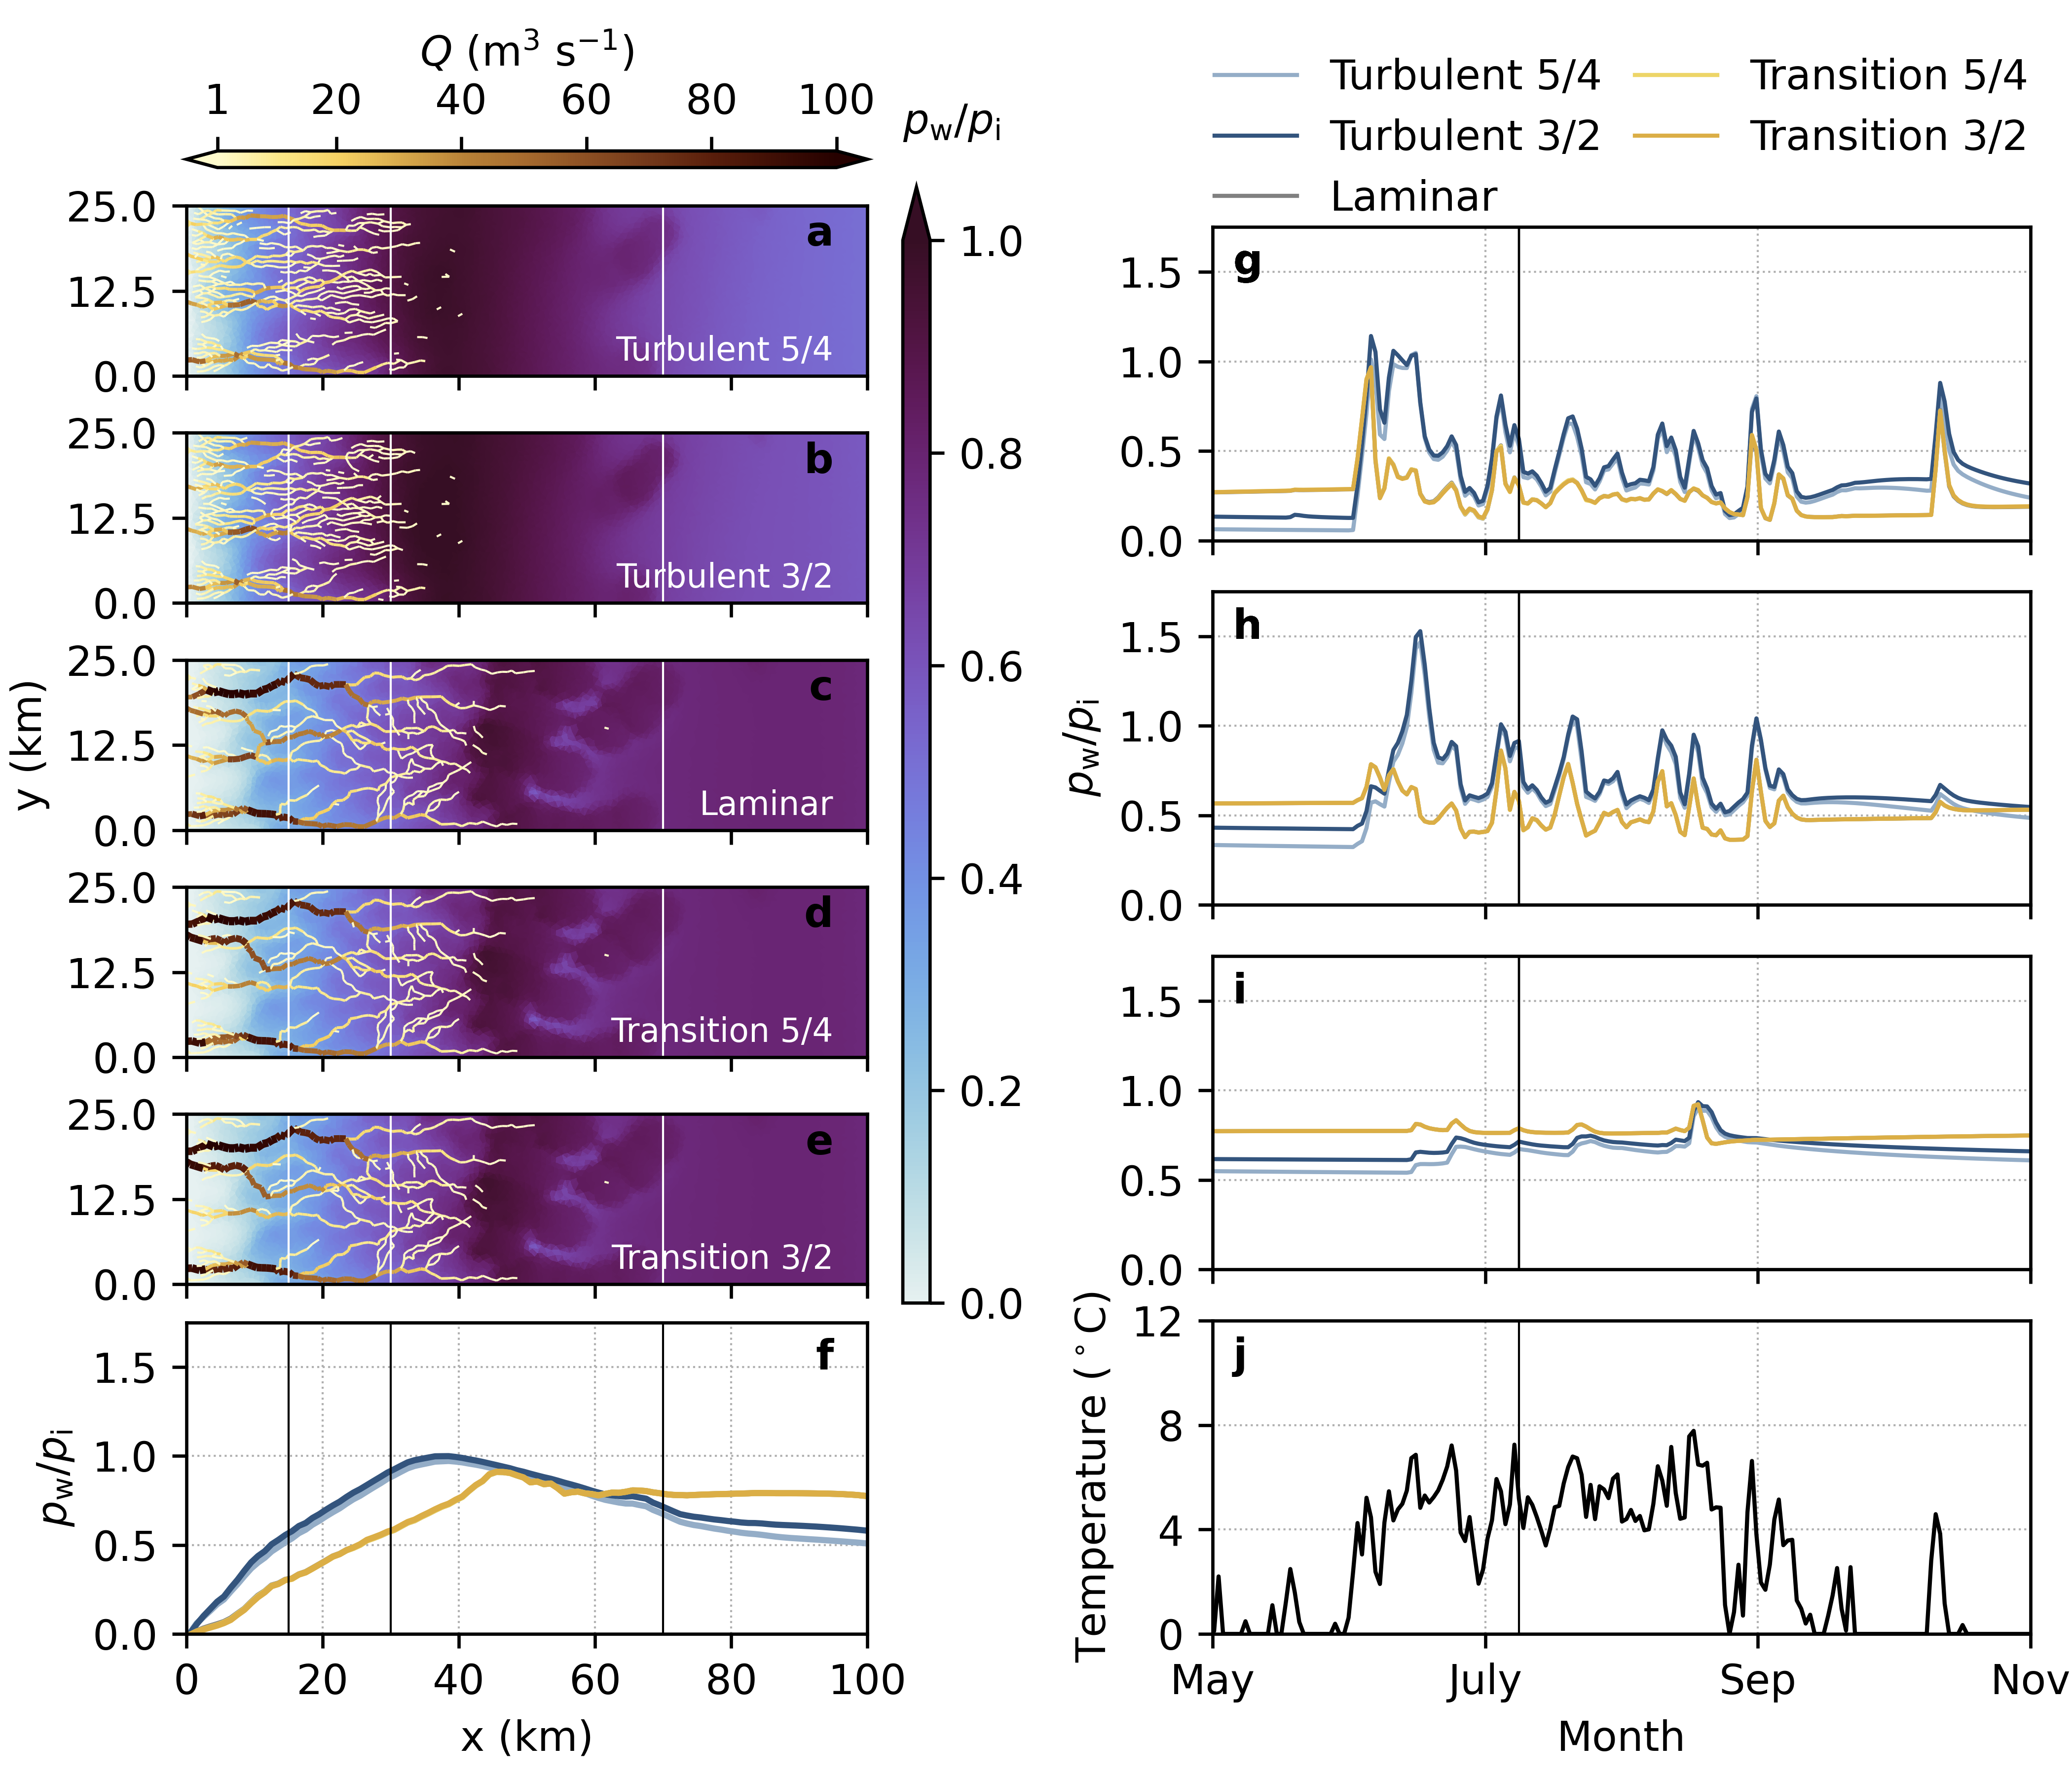 Q (m³ s⁻¹)
1 20 40 60 80 100
p_w/p_i
25.0
12.5
0.0
a
Turbulent 5/4
25.0
12.5
0.0
b
Turbulent 3/2
25.0
12.5
0.0
c
Laminar
y (km)
25.0
12.5
0.0
d
Transition 5/4
25.0
12.5
0.0
e
Transition 3/2
1.0
0.8
0.6
0.4
0.2
0.0
f
1.5
1.0
0.5
0.0
p_w/p_i
0 20 40 60 80 100
x (km)
Turbulent 5/4
Turbulent 3/2
Laminar
Transition 5/4
Transition 3/2
g
1.5
1.0
0.5
0.0
h
1.5
1.0
0.5
0.0
p_w/p_i
i
1.5
1.0
0.5
0.0
j
12
8
4
0
Temperature (°C)
May July Sep Nov
Month